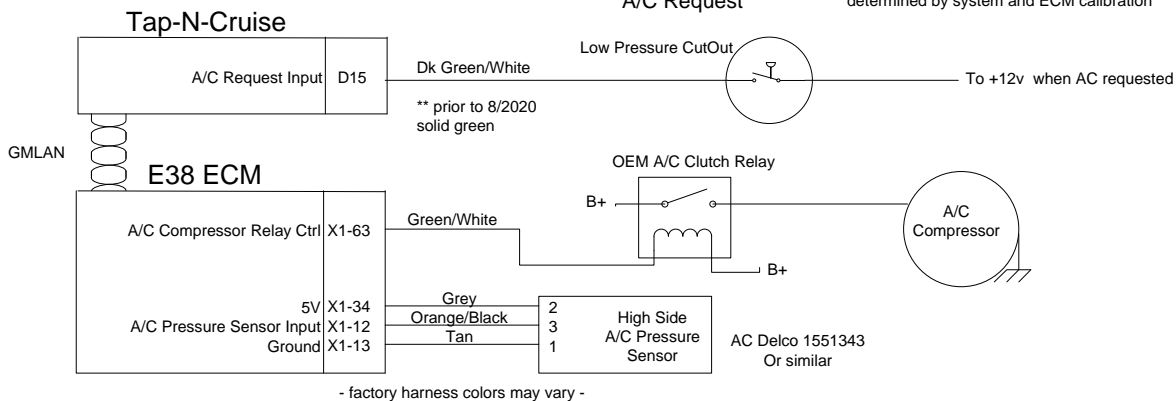 A/C Request
determined by system and ECM calibration
Tap-N-Cruise
Low Pressure CutOut
A/C Request Input
D15
Dk Green/White
To +12v when AC requested
** prior to 8/2020
solid green
GMLAN
OEM A/C Clutch Relay
E38 ECM
B+
A/C
Compressor
A/C Compressor Relay Ctrl
X1-63
Green/White
B+
5V
X1-34
Grey
2
A/C Pressure Sensor Input
X1-12
Orange/Black
3
Ground
X1-13
Tan
1
High Side
A/C Pressure
Sensor
AC Delco 1551343
Or similar
- factory harness colors may vary -